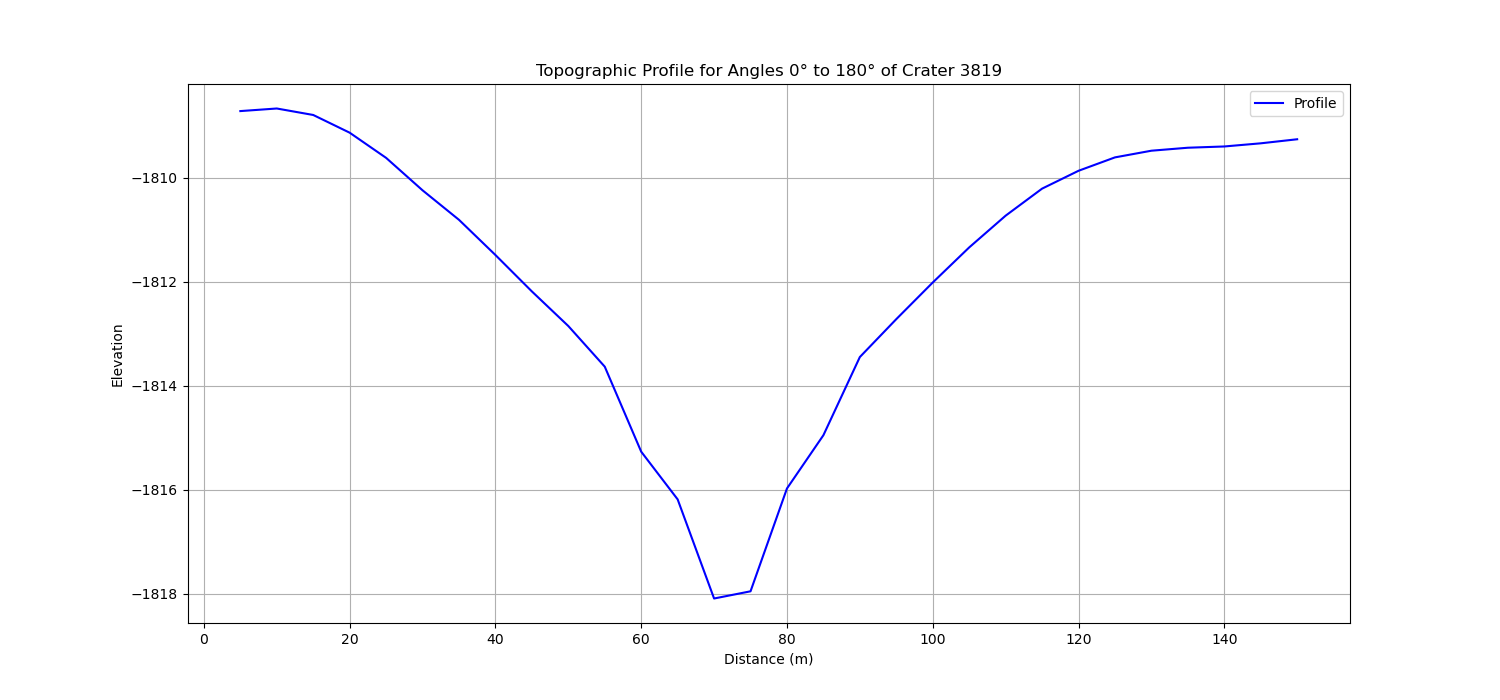 Topographic Profile for Angles 0° to 180° of Crater 3819
Profile
Elevation
−1810
−1812
−1814
−1816
−1818
0 20 40 60 80 100 120 140
Distance (m)